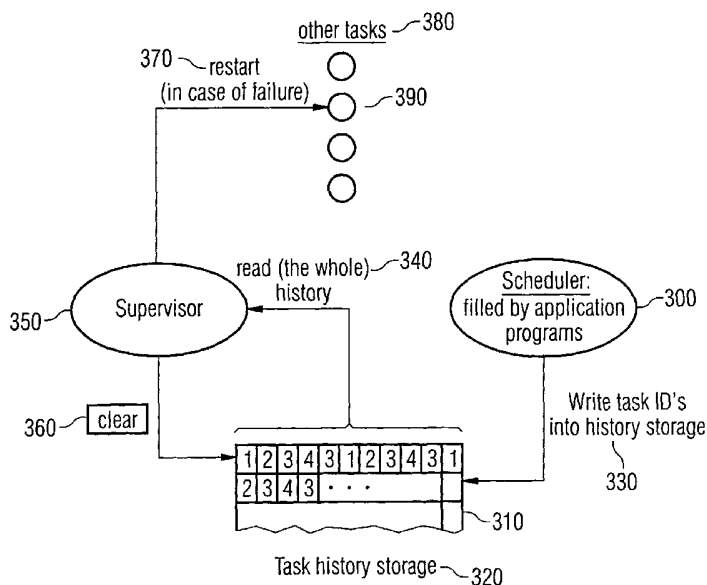 other tasks 380
370 restart
(in case of failure)
390
read (the whole) 340
history
350 Supervisor
Scheduler: 300
filled by application
programs
360 clear
Write task ID's
into history storage
330
1 2 3 4 3 1 2 3 4 3 1
2 3 4 3 . . .
310
Task history storage 320